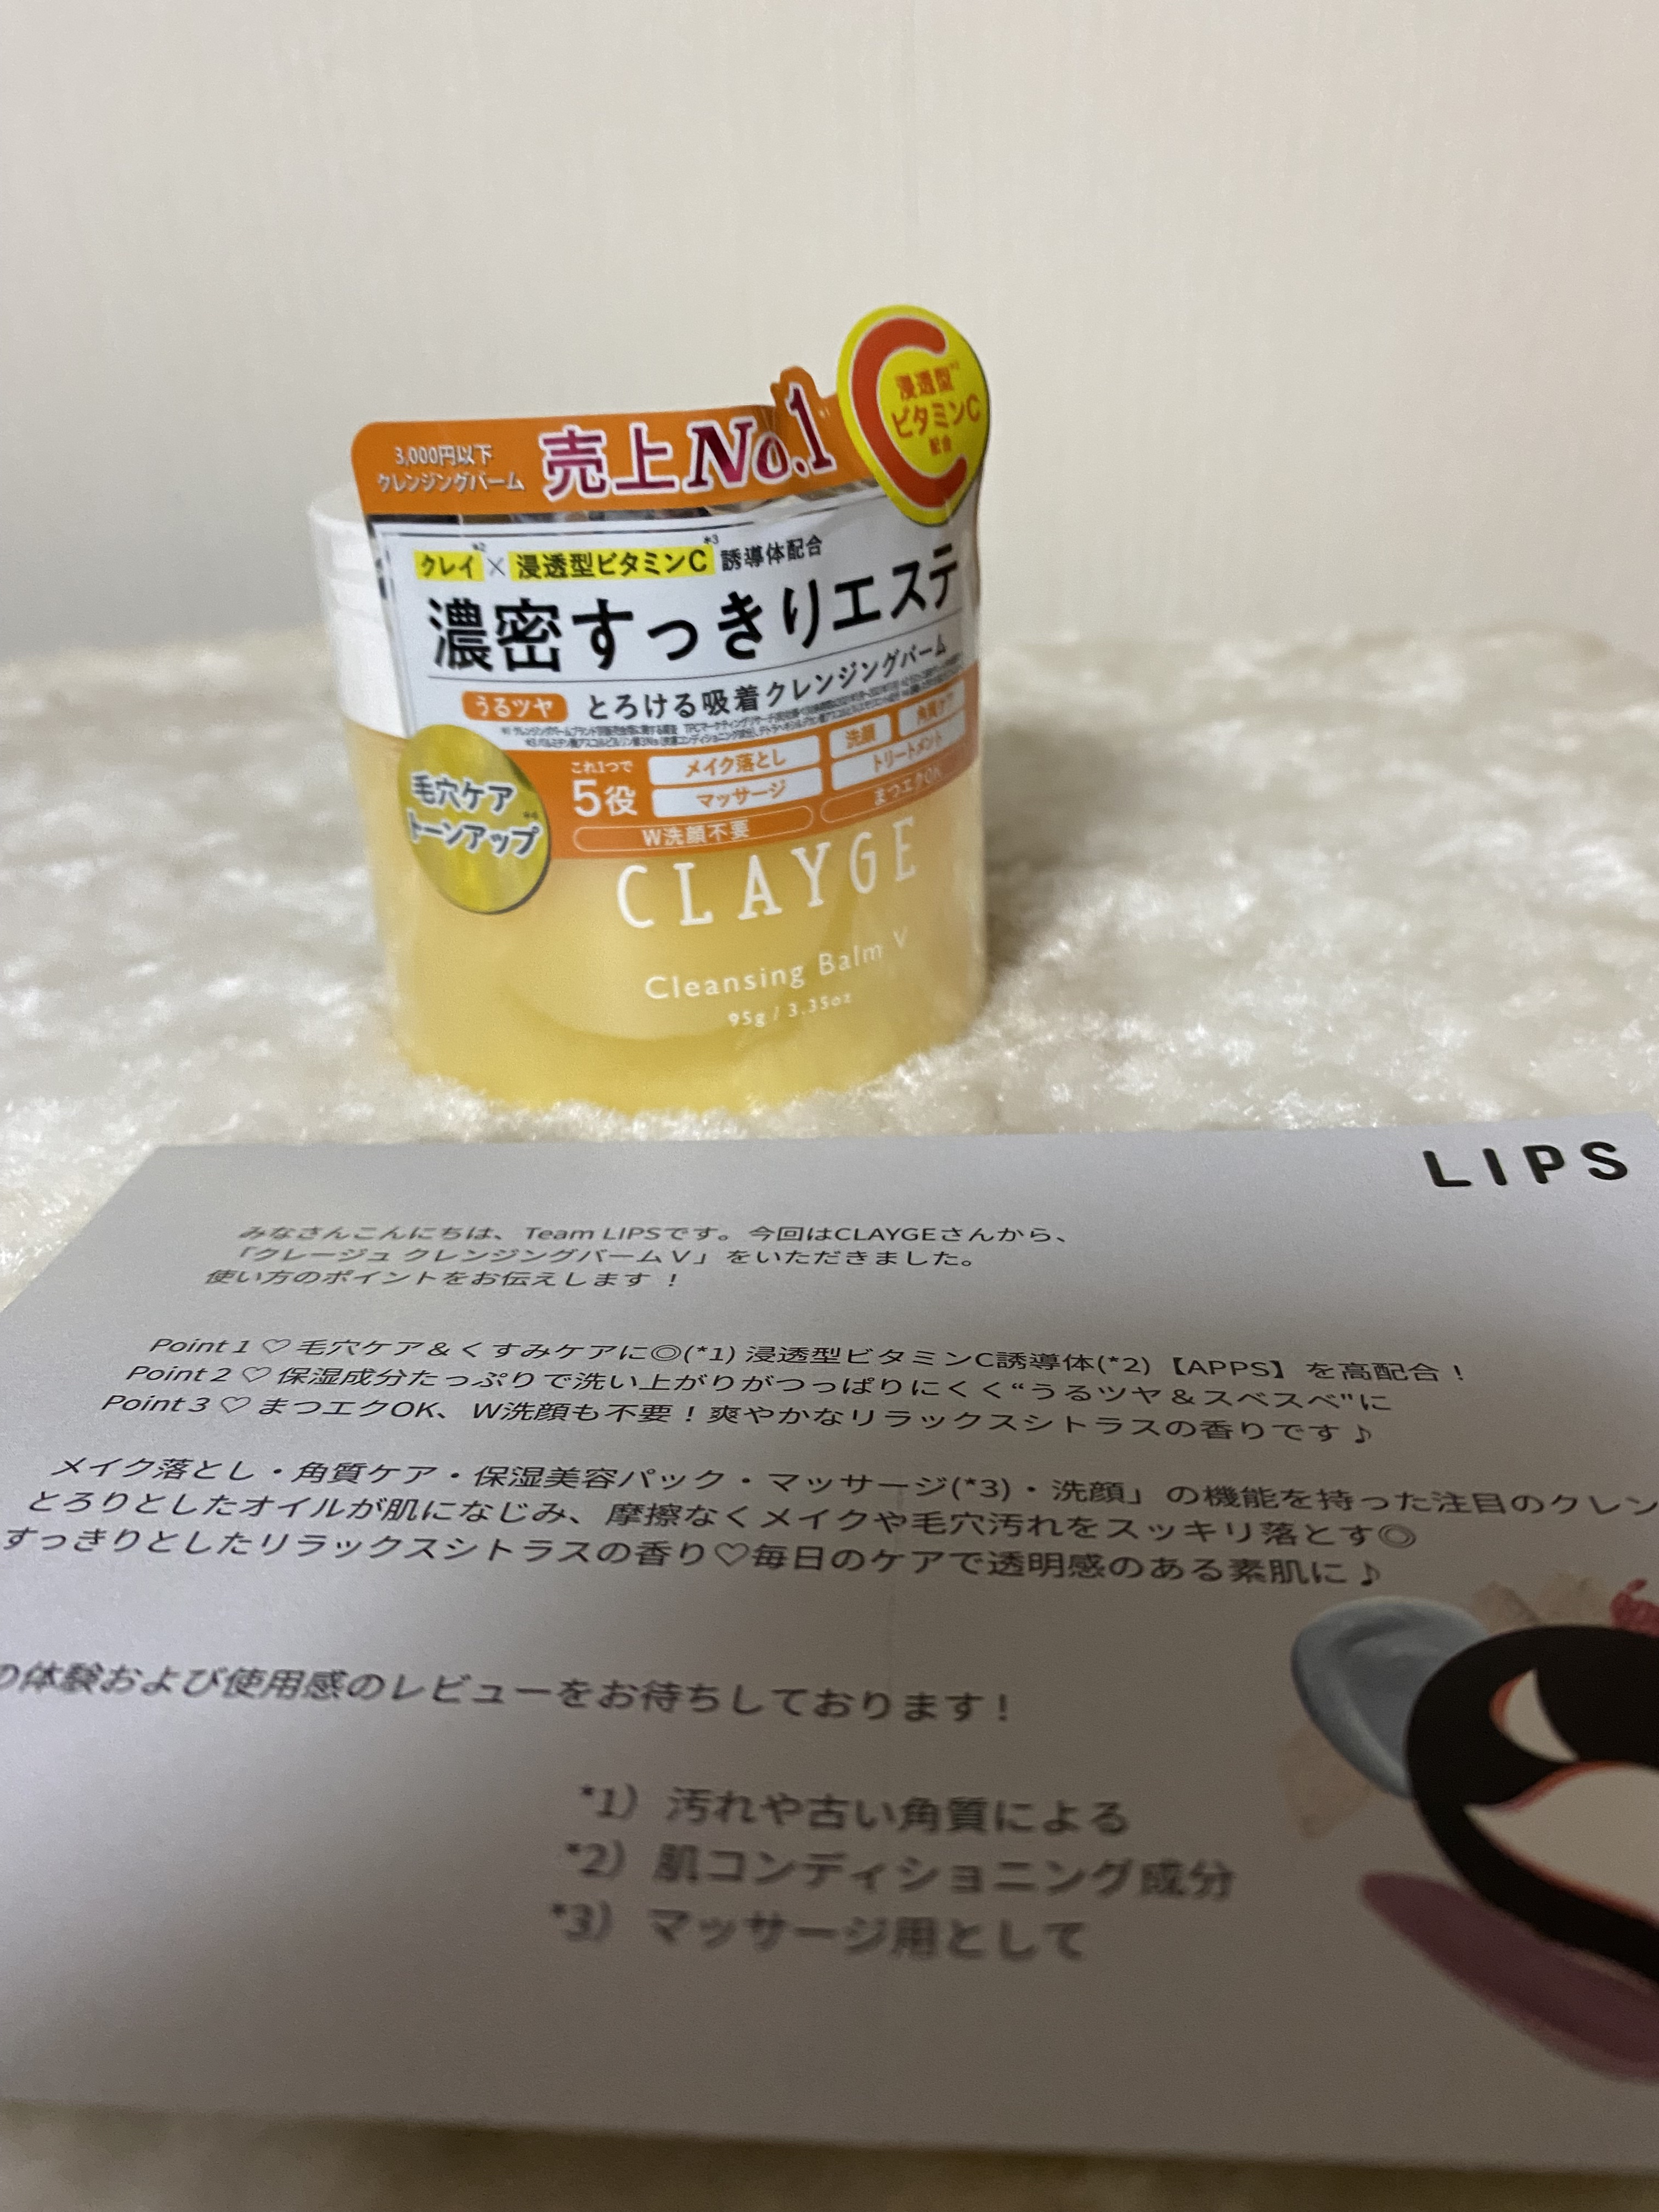 3,000円以下
クレンジングバーム
売上No.1
浸透型
ビタミンC
配合
クレイ*2×浸透型ビタミンC*3誘導体配合
濃密すっきりエステ
うるツヤ とろける吸着クレンジングバーム
毛穴ケア
トーンアップ
これ1つで
5役
メイク落とし
洗顔
角質ケア
マッサージ
トリートメント
W洗顔不要
まつエクOK
CLAYGE
Cleansing Balm V
95g / 3.35oz
LIPS
みなさんこんにちは、Team LIPSです。今回はCLAYGEさんから、
「クレージュ クレンジングバームV」をいただきました。
使い方のポイントをお伝えします！
Point 1 ♡ 毛穴ケア＆くすみケアに◎(*1) 浸透型ビタミンC誘導体(*2)【APPS】を高配合！
Point 2 ♡ 保湿成分たっぷりで洗い上がりがつっぱりにくく“うるツヤ＆スベスベ"に
Point 3 ♡ まつエクOK、W洗顔も不要！爽やかなリラックスシトラスの香りです♪
メイク落とし・角質ケア・保湿美容パック・マッサージ(*3)・洗顔」の機能を持った注目のクレン
とろりとしたオイルが肌になじみ、摩擦なくメイクや毛穴汚れをスッキリ落とす◎
すっきりとしたリラックスシトラスの香り♡毎日のケアで透明感のある素肌に♪
の体験および使用感のレビューをお待ちしております！
*1）汚れや古い角質による
*2）肌コンディショニング成分
*3）マッサージ用として